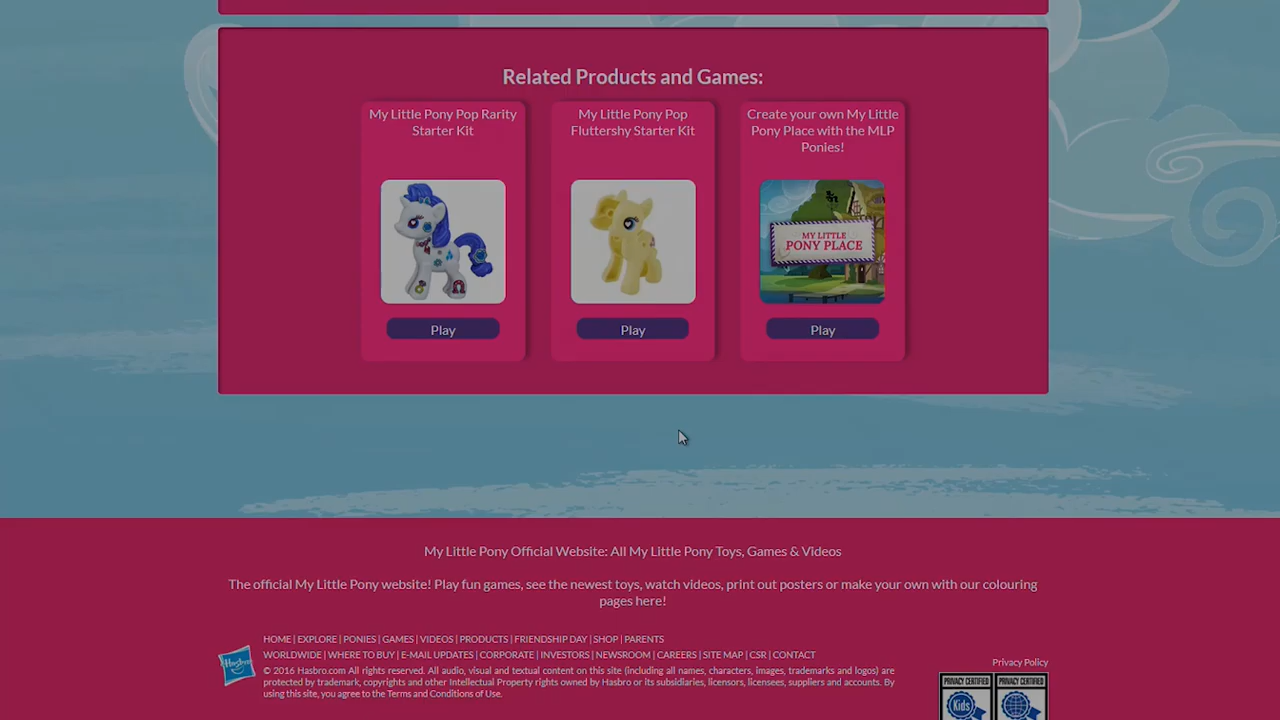 Related Products and Games:
My Little Pony Pop Rarity
Starter Kit
Play
My Little Pony Pop
Fluttershy Starter Kit
Play
Create your own My Little
Pony Place with the MLP
Ponies!
MY LITTLE
PONY PLACE
Play
My Little Pony Official Website: All My Little Pony Toys, Games & Videos
The official My Little Pony website! Play fun games, see the newest toys, watch videos, print out posters or make your own with our colouring
pages here!
Hasbro
HOME | EXPLORE | PONIES | GAMES | VIDEOS | PRODUCTS | FRIENDSHIP DAY | SHOP | PARENTS
WORLDWIDE | WHERE TO BUY | E-MAIL UPDATES | CORPORATE | INVESTORS | NEWSROOM | CAREERS | SITE MAP | CSR | CONTACT
© 2016 Hasbro.com All rights reserved. All audio, visual and textual content on this site (including all names, characters, images, trademarks and logos) are
protected by trademark, copyrights and other Intellectual Property rights owned by Hasbro or its subsidiaries, licensors, licensees, suppliers and accounts. By
using this site, you agree to the Terms and Conditions of Use.
Privacy Policy
PRIVACY CERTIFIED
Kids
PRIVACY CERTIFIED